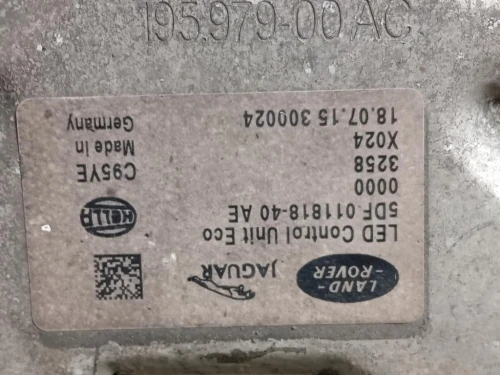 LAND-
-ROVER
JAGUAR
LED Control Unit Eco
5DF 011818-40 AE
0000
3258
X024
18.07.15 300024
HELLA
C95YE
Made in
Germany
195.979-00 AC